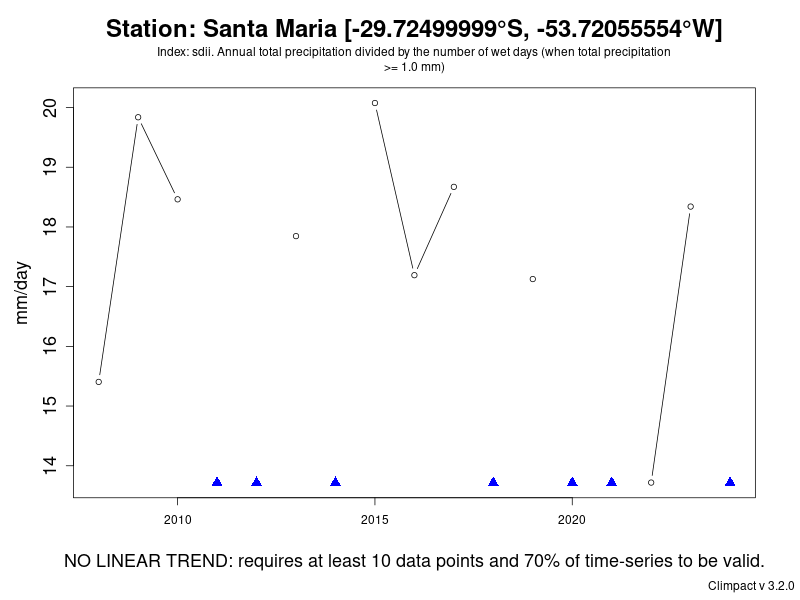 Station: Santa Maria [-29.72499999°S, -53.72055554°W]
Index: sdii. Annual total precipitation divided by the number of wet days (when total precipitation
>= 1.0 mm)
20
19
18
17
16
15
14
mm/day
2010
2015
2020
NO LINEAR TREND: requires at least 10 data points and 70% of time-series to be valid.
Climpact v 3.2.0